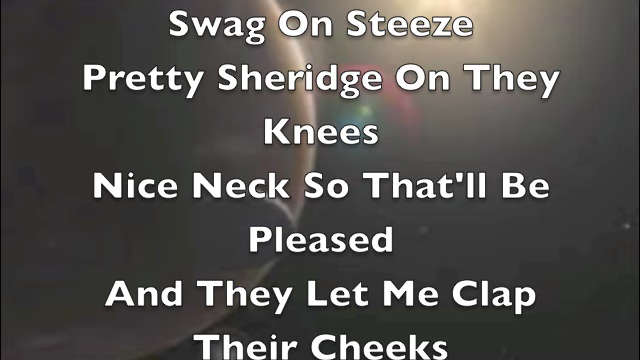 Swag On Steeze
Pretty Sheridge On They
Knees
Nice Neck So That'll Be
Pleased
And They Let Me Clap
Their Cheeks